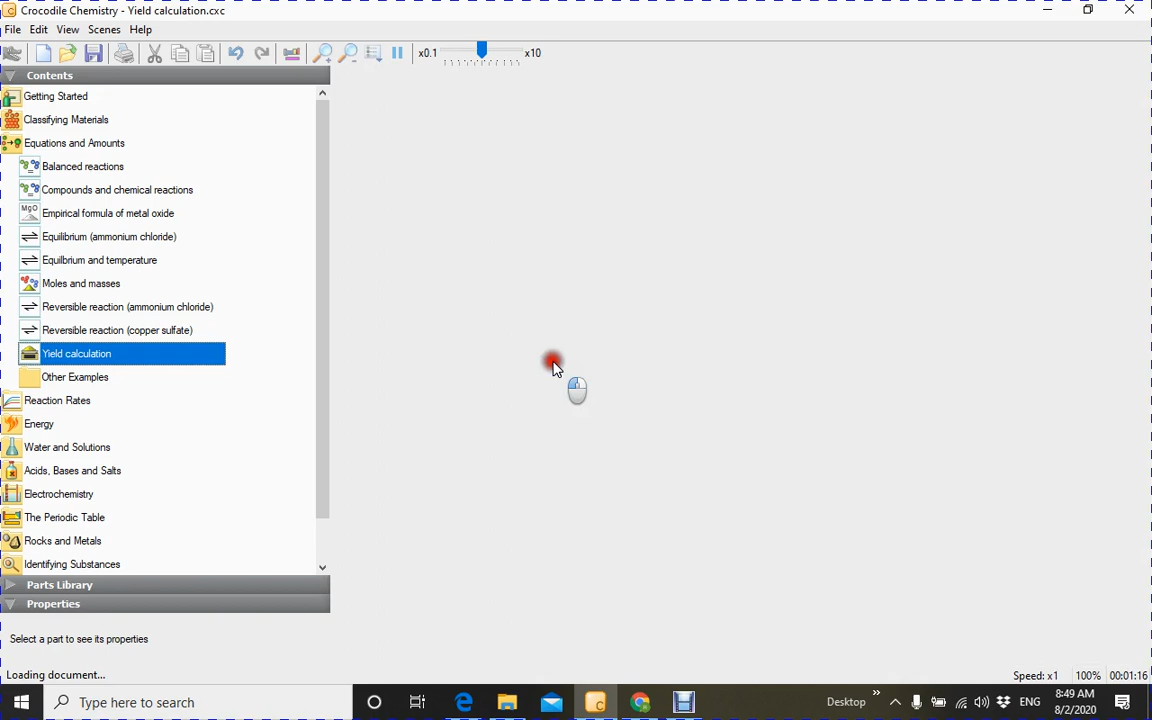 Crocodile Chemistry - Yield calculation.cxc
File Edit View Scenes Help
x0.1 x10
Contents
Getting Started
Classifying Materials
Equations and Amounts
Balanced reactions
Compounds and chemical reactions
MgO Empirical formula of metal oxide
Equilibrium (ammonium chloride)
Equilbrium and temperature
Moles and masses
Reversible reaction (ammonium chloride)
Reversible reaction (copper sulfate)
Yield calculation
Other Examples
Reaction Rates
Energy
Water and Solutions
Acids, Bases and Salts
Electrochemistry
The Periodic Table
Rocks and Metals
Identifying Substances
Parts Library
Properties
Select a part to see its properties
Loading document... Speed: x1 100% 00:01:16
Type here to search Desktop » ENG 8:49 AM
8/2/2020